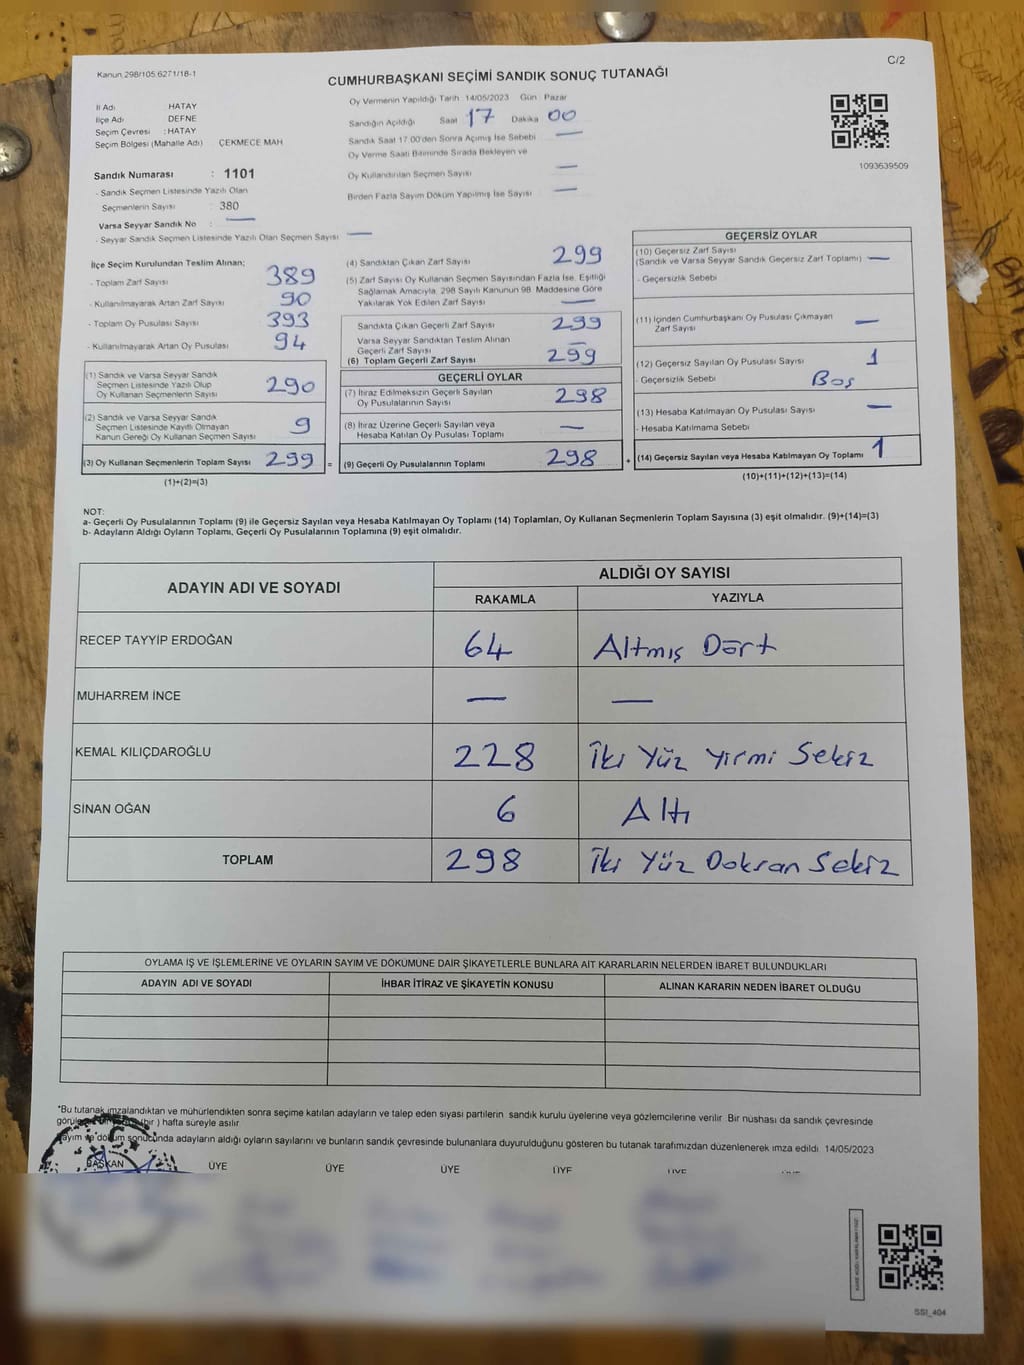 Kanun 298/105 6271/18-1
C/2
CUMHURBAŞKANI SEÇİMİ SANDIK SONUÇ TUTANAĞI
İl Adı HATAY
İlçe Adı DEFNE
Seçim Çevresi : HATAY
Seçim Bölgesi (Mahalle Adı) ÇEKMECE MAH
Sandık Numarası : 1101
- Sandık Seçmen Listesinde Yazılı Olan
Seçmenlerin Sayısı : 380
Varsa Seyyar Sandık No : —
- Seyyar Sandık Seçmen Listesinde Yazılı Olan Seçmen Sayısı —
Oy Vermenin Yapıldığı Tarih 14/05/2023 Gün Pazar
Sandığın Açıldığı Saat 17 Dakika 00
Sandık Saat 17 00'den Sonra Açımış İse Sebebi —
Oy Verme Saati Bitiminde Sırada Bekleyen ve
Oy Kullandırılan Seçmen Sayısı —
Birden Fazla Sayım Döküm Yapılmış İse Sayısı —
1093639509
İlçe Seçim Kurulundan Teslim Alınan;
- Toplam Zarf Sayısı 389
- Kullanılmayarak Artan Zarf Sayısı 90
- Toplam Oy Pusulası Sayısı 393
- Kullanılmayarak Artan Oy Pusulası 94
(1) Sandık ve Varsa Seyyar Sandık
Seçmen Listesinde Yazılı Olup
Oy Kullanan Seçmenlerin Sayısı 290
(2) Sandık ve Varsa Seyyar Sandık
Seçmen Listesinde Kayıtlı Olmayan
Kanun Gereği Oy Kullanan Seçmen Sayısı 9
(3) Oy Kullanan Seçmenlerin Toplam Sayısı 299 =
(1)+(2)=(3)
(4) Sandıktan Çıkan Zarf Sayısı 299
(5) Zarf Sayısı Oy Kullanan Seçmen Sayısından Fazla İse, Eşitliği
Sağlamak Amacıyla, 298 Sayılı Kanunun 98. Maddesine Göre
Yakılarak Yok Edilen Zarf Sayısı —
Sandıkta Çıkan Geçerli Zarf Sayısı 299
Varsa Seyyar Sandıktan Teslim Alınan
Geçerli Zarf Sayısı —
(6) Toplam Geçerli Zarf Sayısı 299
GEÇERLİ OYLAR
(7) İtiraz Edilmeksizin Geçerli Sayılan
Oy Pusulalarının Sayısı 298
(8) İtiraz Üzerine Geçerli Sayılan veya
Hesaba Katılan Oy Pusulası Toplamı —
(9) Geçerli Oy Pusulalarının Toplamı 298 +
GEÇERSİZ OYLAR
(10) Geçersiz Zarf Sayısı
(Sandık ve Varsa Seyyar Sandık Geçersiz Zarf Toplamı) —
- Geçersizlik Sebebi
(11) İçinden Cumhurbaşkanı Oy Pusulası Çıkmayan
Zarf Sayısı —
(12) Geçersiz Sayılan Oy Pusulası Sayısı 1
- Geçersizlik Sebebi Boş
(13) Hesaba Katılmayan Oy Pusulası Sayısı —
- Hesaba Katılmama Sebebi
(14) Geçersiz Sayılan veya Hesaba Katılmayan Oy Toplamı 1
(10)+(11)+(12)+(13)=(14)
NOT:
a- Geçerli Oy Pusulalarının Toplamı (9) ile Geçersiz Sayılan veya Hesaba Katılmayan Oy Toplamı (14) Toplamları, Oy Kullanan Seçmenlerin Toplam Sayısına (3) eşit olmalıdır. (9)+(14)=(3)
b- Adayların Aldığı Oyların Toplamı, Geçerli Oy Pusulalarının Toplamına (9) eşit olmalıdır.
ADAYIN ADI VE SOYADI ALDIĞI OY SAYISI
RAKAMLA YAZIYLA
RECEP TAYYİP ERDOĞAN 64 Altmış Dört
MUHARREM İNCE — —
KEMAL KILIÇDAROĞLU 228 İki Yüz Yirmi Sekiz
SİNAN OĞAN 6 Altı
TOPLAM 298 İki Yüz Doksan Sekiz
OYLAMA İŞ VE İŞLEMLERİNE VE OYLARIN SAYIM VE DÖKÜMÜNE DAİR ŞİKAYETLERLE BUNLARA AİT KARARLARIN NELERDEN İBARET BULUNDUKLARI
ADAYIN ADI VE SOYADI İHBAR İTİRAZ VE ŞİKAYETİN KONUSU ALINAN KARARIN NEDEN İBARET OLDUĞU
*Bu tutanak imzalandıktan ve mühürlendikten sonra seçime katılan adayların ve talep eden siyasi partilerin sandık kurulu üyelerine veya gözlemcilerine verilir. Bir nüshası da sandık çevresinde
(bir ) hafta süreyle asılır
Sayım ve döküm sonucunda adayların aldığı oyların sayılarını ve bunların sandık çevresinde bulunanlara duyurulduğunu gösteren bu tutanak tarafımızdan düzenlenerek imza edildi. 14/05/2023
BAŞKAN ÜYE ÜYE ÜYE ÜYE ÜYE ÜYE
SSI_404